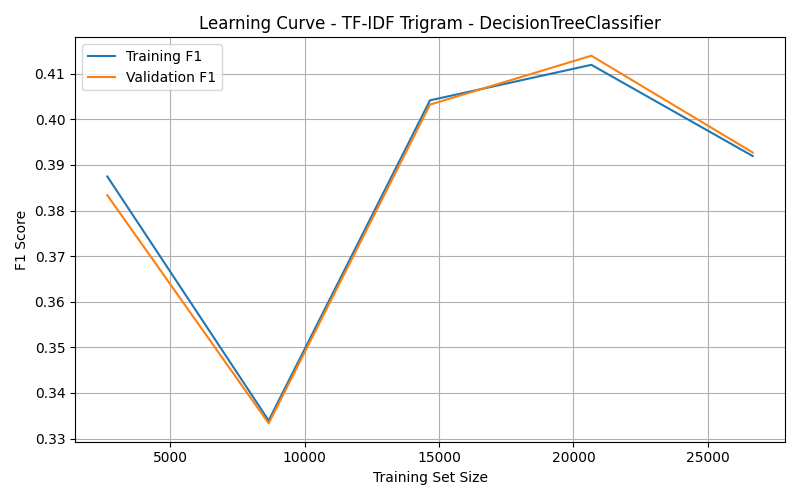 Learning Curve - TF-IDF Trigram - DecisionTreeClassifier
Training F1
Validation F1
F1 Score
0.41
0.40
0.39
0.38
0.37
0.36
0.35
0.34
0.33
5000 10000 15000 20000 25000
Training Set Size